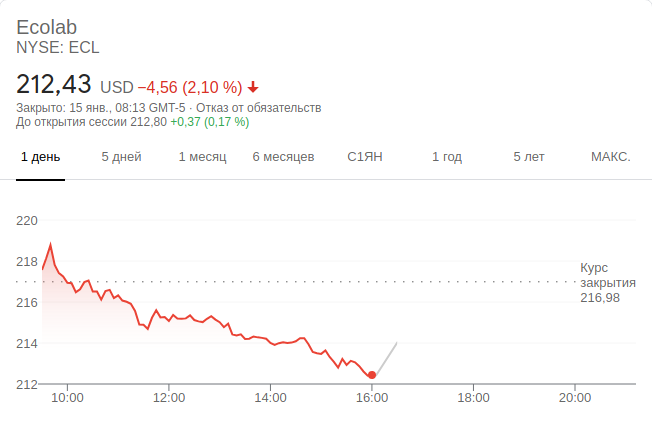 Ecolab
NYSE: ECL
212,43 USD −4,56 (2,10 %)
Закрыто: 15 янв., 08:13 GMT-5 · Отказ от обязательств
До открытия сессии 212,80 +0,37 (0,17 %)
1 день 5 дней 1 месяц 6 месяцев С1ЯН 1 год 5 лет МАКС.
220
218
216
214
212
Курс
закрытия
216,98
10:00 12:00 14:00 16:00 18:00 20:00